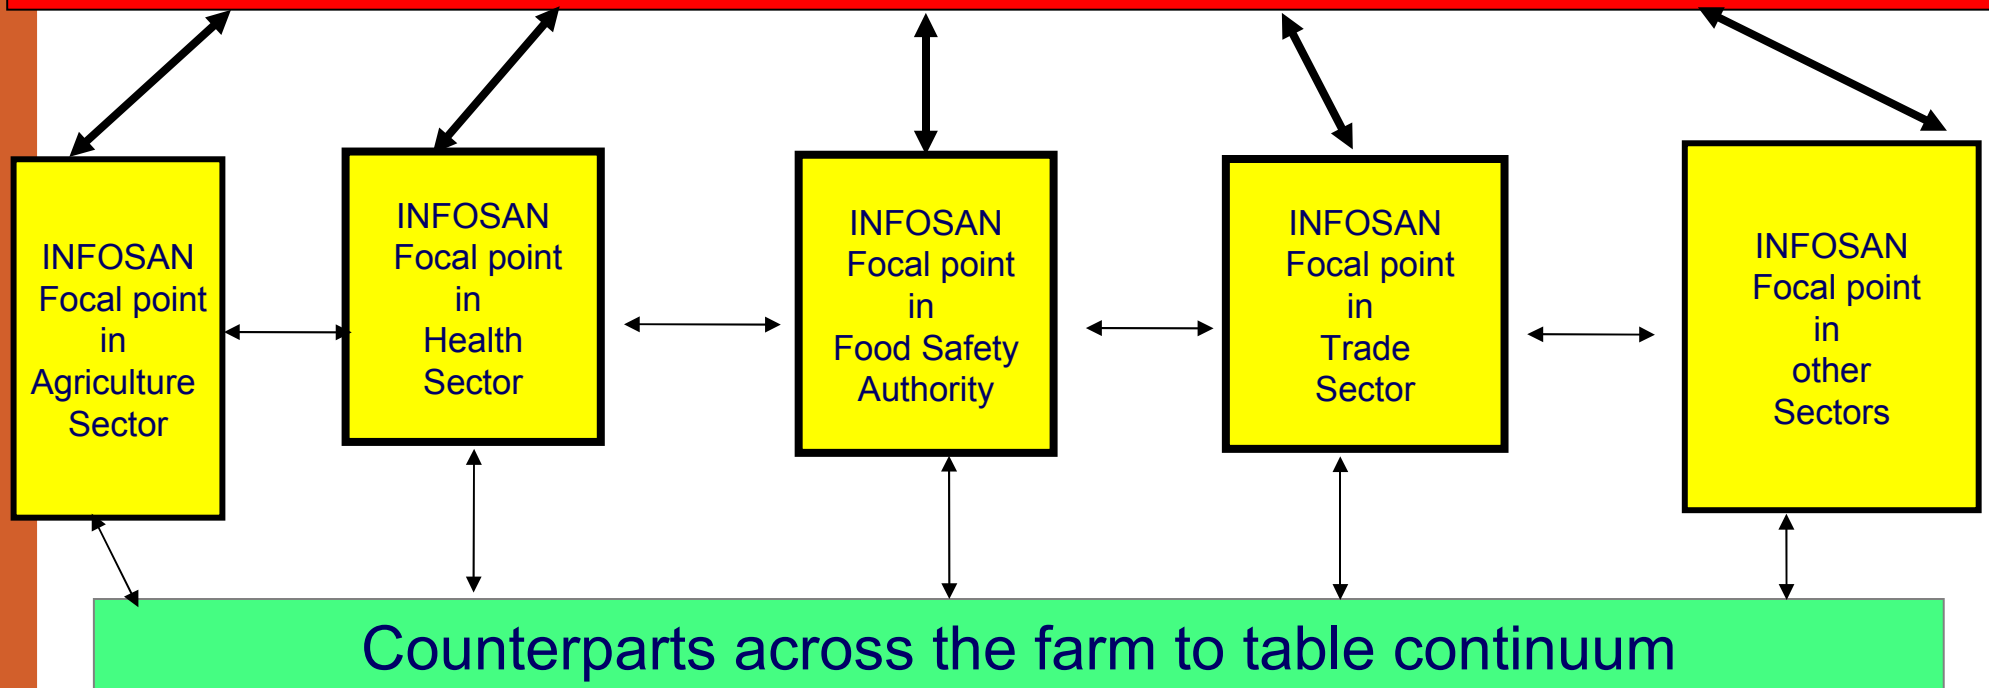 INFOSAN
Focal point
in
Agriculture
Sector
INFOSAN
Focal point
in
Health
Sector
INFOSAN
Focal point
in
Food Safety
Authority
INFOSAN
Focal point
in
Trade
Sector
INFOSAN
Focal point
in
other
Sectors
Counterparts across the farm to table continuum